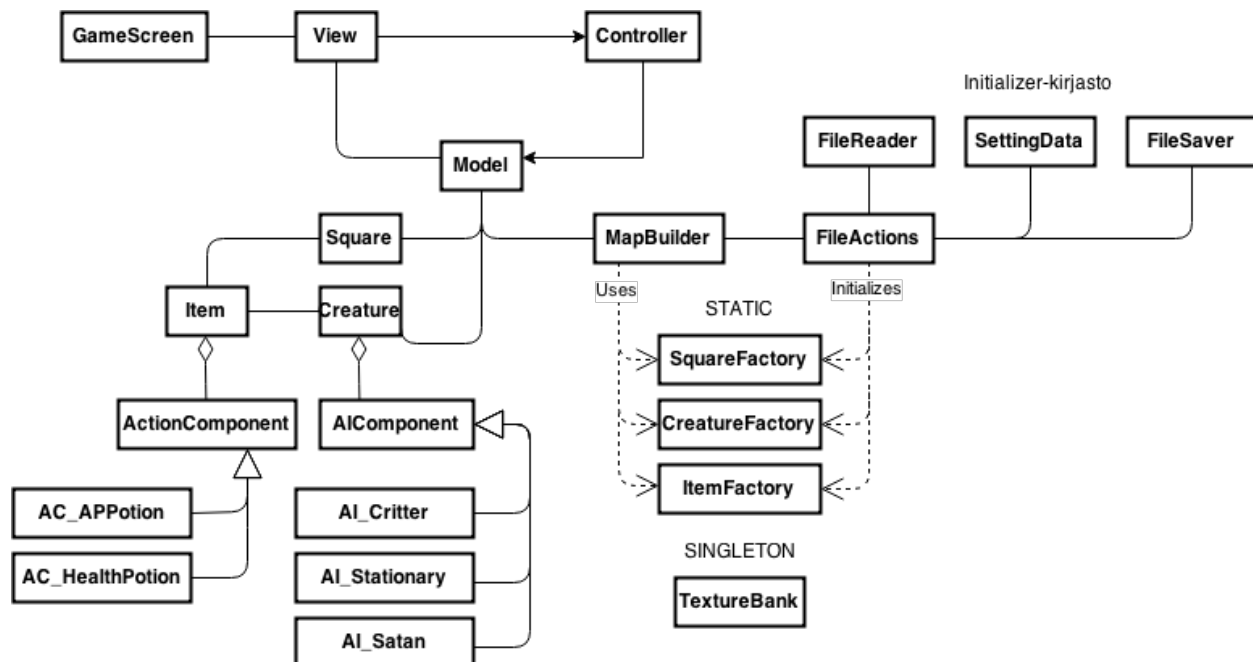 GameScreen
View
Controller
Initializer-kirjasto
FileReader
SettingData
FileSaver
Model
Square
MapBuilder
FileActions
Uses
Initializes
Item
Creature
STATIC
SquareFactory
ActionComponent
AIComponent
CreatureFactory
ItemFactory
AC_APPotion
AI_Critter
SINGLETON
AC_HealthPotion
AI_Stationary
TextureBank
AI_Satan